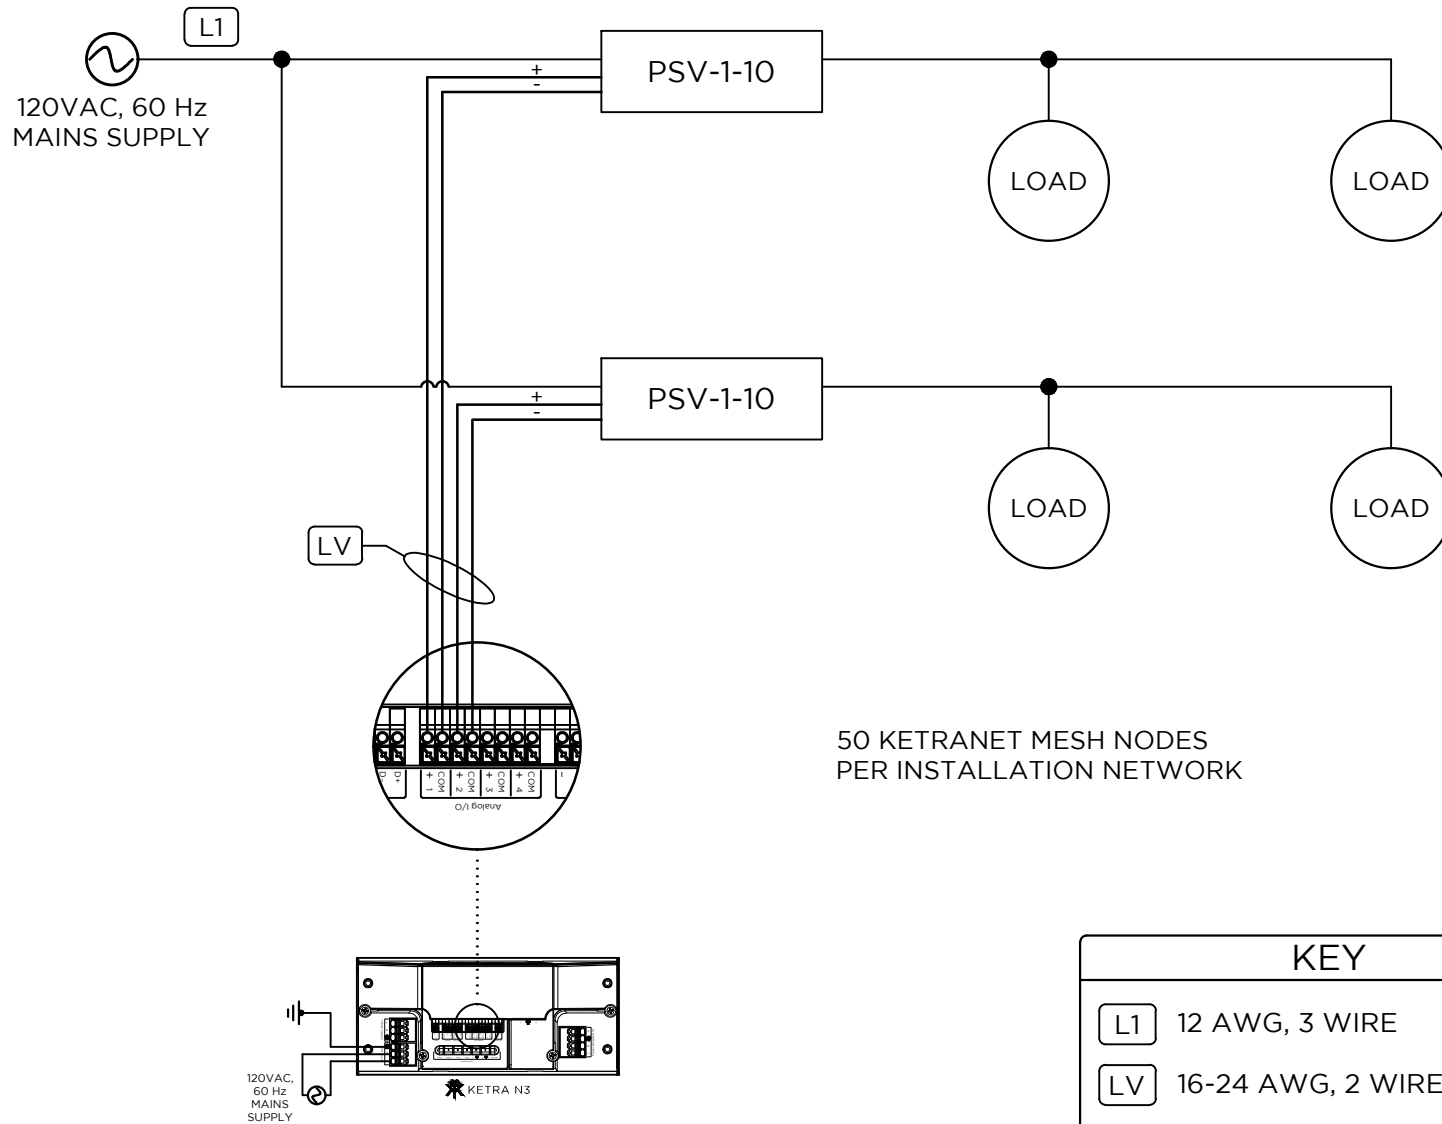 L1
120VAC, 60 Hz
MAINS SUPPLY
+
-
PSV-1-10
LOAD
LOAD
+
-
PSV-1-10
LOAD
LOAD
LV
D+
+ COM + COM + COM + COM
1 2 3 4
Analog I/O
50 KETRANET MESH NODES
PER INSTALLATION NETWORK
120VAC,
60 Hz
MAINS
SUPPLY
KETRA N3
KEY
L1 12 AWG, 3 WIRE
LV 16-24 AWG, 2 WIRE